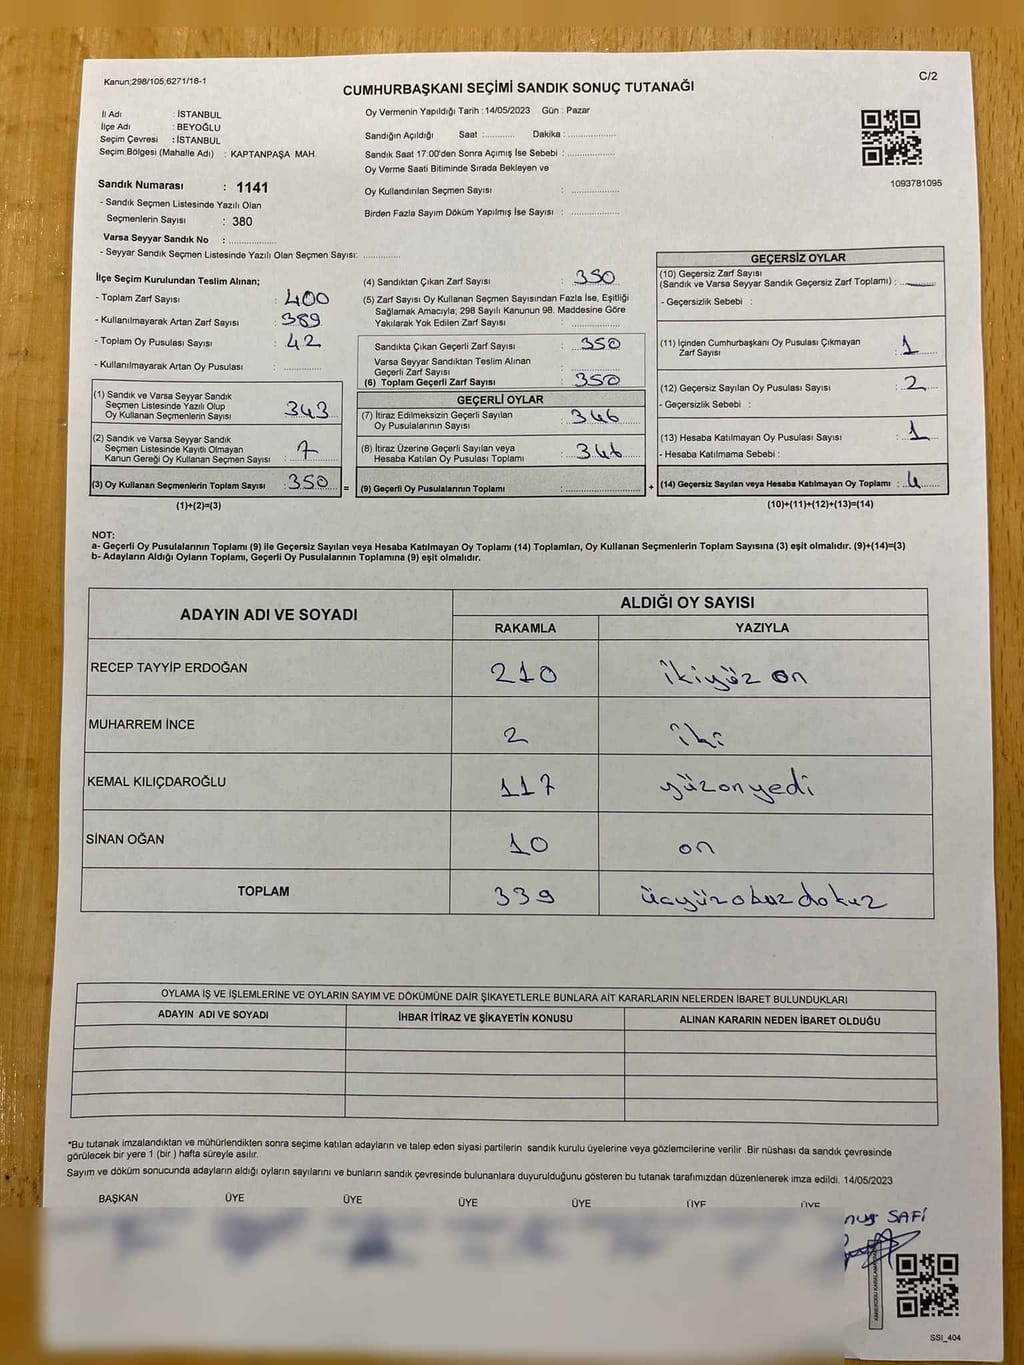 Kanun;298/105;6271/18-1
C/2
CUMHURBAŞKANI SEÇİMİ SANDIK SONUÇ TUTANAĞI
İl Adı : İSTANBUL
İlçe Adı : BEYOĞLU
Seçim Çevresi : İSTANBUL
Seçim Bölgesi (Mahalle Adı) : KAPTANPAŞA MAH.
Sandık Numarası : 1141
- Sandık Seçmen Listesinde Yazılı Olan
Seçmenlerin Sayısı : 380
Varsa Seyyar Sandık No : ................
- Seyyar Sandık Seçmen Listesinde Yazılı Olan Seçmen Sayısı: ............
Oy Vermenin Yapıldığı Tarih : 14/05/2023 Gün : Pazar
Sandığın Açıldığı Saat :.......... Dakika : ................
Sandık Saat 17:00'den Sonra Açımış İse Sebebi : ................
Oy Verme Saati Bitiminde Sırada Bekleyen ve
Oy Kullandırılan Seçmen Sayısı : ................
Birden Fazla Sayım Döküm Yapılmış İse Sayısı : ................
1093781095
İlçe Seçim Kurulundan Teslim Alınan;
- Toplam Zarf Sayısı : 400
- Kullanılmayarak Artan Zarf Sayısı : 389
- Toplam Oy Pusulası Sayısı : 42
- Kullanılmayarak Artan Oy Pusulası : ............
(1) Sandık ve Varsa Seyyar Sandık
Seçmen Listesinde Yazılı Olup
Oy Kullanan Seçmenlerin Sayısı : 343
(2) Sandık ve Varsa Seyyar Sandık
Seçmen Listesinde Kayıtlı Olmayan
Kanun Gereği Oy Kullanan Seçmen Sayısı : 7
(3) Oy Kullanan Seçmenlerin Toplam Sayısı : 350
(1)+(2)=(3)
(4) Sandıktan Çıkan Zarf Sayısı : 350
(5) Zarf Sayısı Oy Kullanan Seçmen Sayısından Fazla İse, Eşitliği
Sağlamak Amacıyla; 298 Sayılı Kanunun 98. Maddesine Göre
Yakılarak Yok Edilen Zarf Sayısı : ................
Sandıkta Çıkan Geçerli Zarf Sayısı : 350
Varsa Seyyar Sandıktan Teslim Alınan
Geçerli Zarf Sayısı : ................
(6) Toplam Geçerli Zarf Sayısı : 350
GEÇERLİ OYLAR
(7) İtiraz Edilmeksizin Geçerli Sayılan
Oy Pusulalarının Sayısı : 346
(8) İtiraz Üzerine Geçerli Sayılan veya
Hesaba Katılan Oy Pusulası Toplamı : 346
=
(9) Geçerli Oy Pusulalarının Toplamı : ................
+
GEÇERSİZ OYLAR
(10) Geçersiz Zarf Sayısı
(Sandık ve Varsa Seyyar Sandık Geçersiz Zarf Toplamı) : ........
- Geçersizlik Sebebi :
(11) İçinden Cumhurbaşkanı Oy Pusulası Çıkmayan
Zarf Sayısı : 1
(12) Geçersiz Sayılan Oy Pusulası Sayısı : 2
- Geçersizlik Sebebi :
(13) Hesaba Katılmayan Oy Pusulası Sayısı : 1
- Hesaba Katılmama Sebebi :
(14) Geçersiz Sayılan veya Hesaba Katılmayan Oy Toplamı : 4
(10)+(11)+(12)+(13)=(14)
NOT:
a- Geçerli Oy Pusulalarının Toplamı (9) ile Geçersiz Sayılan veya Hesaba Katılmayan Oy Toplamı (14) Toplamları, Oy Kullanan Seçmenlerin Toplam Sayısına (3) eşit olmalıdır. (9)+(14)=(3)
b- Adayların Aldığı Oyların Toplamı, Geçerli Oy Pusulalarının Toplamına (9) eşit olmalıdır.
ADAYIN ADI VE SOYADI ALDIĞI OY SAYISI
RAKAMLA YAZIYLA
RECEP TAYYİP ERDOĞAN 210 ikiyüz on
MUHARREM İNCE 2 iki
KEMAL KILIÇDAROĞLU 117 yüzonyedi
SİNAN OĞAN 10 on
TOPLAM 339 üçyüzotuzdokuz
OYLAMA İŞ VE İŞLEMLERİNE VE OYLARIN SAYIM VE DÖKÜMÜNE DAİR ŞİKAYETLERLE BUNLARA AİT KARARLARIN NELERDEN İBARET BULUNDUKLARI
ADAYIN ADI VE SOYADI İHBAR İTİRAZ VE ŞİKAYETİN KONUSU ALINAN KARARIN NEDEN İBARET OLDUĞU
*Bu tutanak imzalandıktan ve mühürlendikten sonra seçime katılan adayların ve talep eden siyasi partilerin sandık kurulu üyelerine veya gözlemcilerine verilir .Bir nüshası da sandık çevresinde
görülecek bir yere 1 (bir ) hafta süreyle asılır.
Sayım ve döküm sonucunda adayların aldığı oyların sayılarını ve bunların sandık çevresinde bulunanlara duyurulduğunu gösteren bu tutanak tarafımızdan düzenlenerek imza edildi. 14/05/2023
BAŞKAN ÜYE ÜYE ÜYE ÜYE ÜYE ÜYE
SAFİ
SSI_404